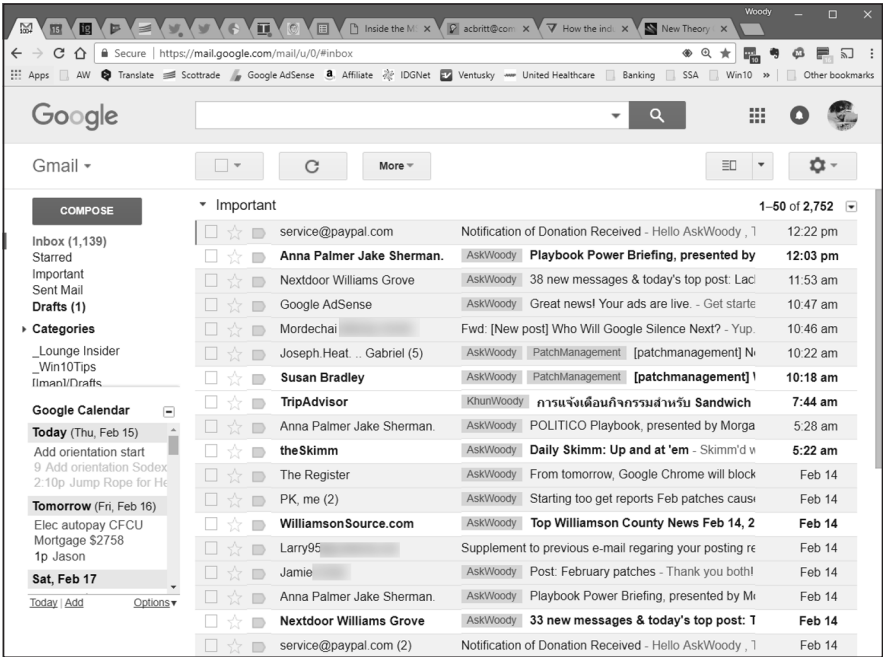 Woody
Inside the M
acbritt@com
How the ind
New Theory
Secure | https://mail.google.com/mail/u/0/#inbox
Apps AW Translate Scottrade Google AdSense Affiliate IDGNet Ventusky United Healthcare Banking SSA Win10 » Other bookmarks
Google
Gmail
More
COMPOSE
Inbox (1,139)
Starred
Important
Sent Mail
Drafts (1)
Categories
_Lounge Insider
_Win10Tips
[Imap]/Drafts
Google Calendar
Today (Thu, Feb 15)
Add orientation start
9 Add orientation Sodex
2:10p Jump Rope for He
Tomorrow (Fri, Feb 16)
Elec autopay CFCU
Mortgage $2758
1p Jason
Sat, Feb 17
Today | Add Options▾
Important 1–50 of 2,752
service@paypal.com Notification of Donation Received - Hello AskWoody , T 12:22 pm
Anna Palmer Jake Sherman. AskWoody Playbook Power Briefing, presented by 12:03 pm
Nextdoor Williams Grove AskWoody 38 new messages & today's top post: Lac 11:53 am
Google AdSense AskWoody Great news! Your ads are live. - Get starte 10:47 am
Mordechai Fwd: [New post] Who Will Google Silence Next? - Yup. 10:46 am
Joseph.Heat. .. Gabriel (5) AskWoody PatchManagement [patchmanagement] N 10:22 am
Susan Bradley AskWoody PatchManagement [patchmanagement] 10:18 am
TripAdvisor KhunWoody การแจ้งเตือนกิจกรรมสำหรับ Sandwich 7:44 am
Anna Palmer Jake Sherman. AskWoody POLITICO Playbook, presented by Morga 5:28 am
theSkimm AskWoody Daily Skimm: Up and at 'em - Skimm'd w 5:22 am
The Register AskWoody From tomorrow, Google Chrome will block Feb 14
PK, me (2) AskWoody Starting too get reports Feb patches cause Feb 14
WilliamsonSource.com AskWoody Top Williamson County News Feb 14, 2 Feb 14
Larry95 Supplement to previous e-mail regaring your posting re Feb 14
Jamie AskWoody Post: February patches - Thank you both! Feb 14
Anna Palmer Jake Sherman. AskWoody Playbook Power Briefing, presented by Mo Feb 14
Nextdoor Williams Grove AskWoody 33 new messages & today's top post: T Feb 14
service@paypal.com (2) Notification of Donation Received - Hello AskWoody , T Feb 14